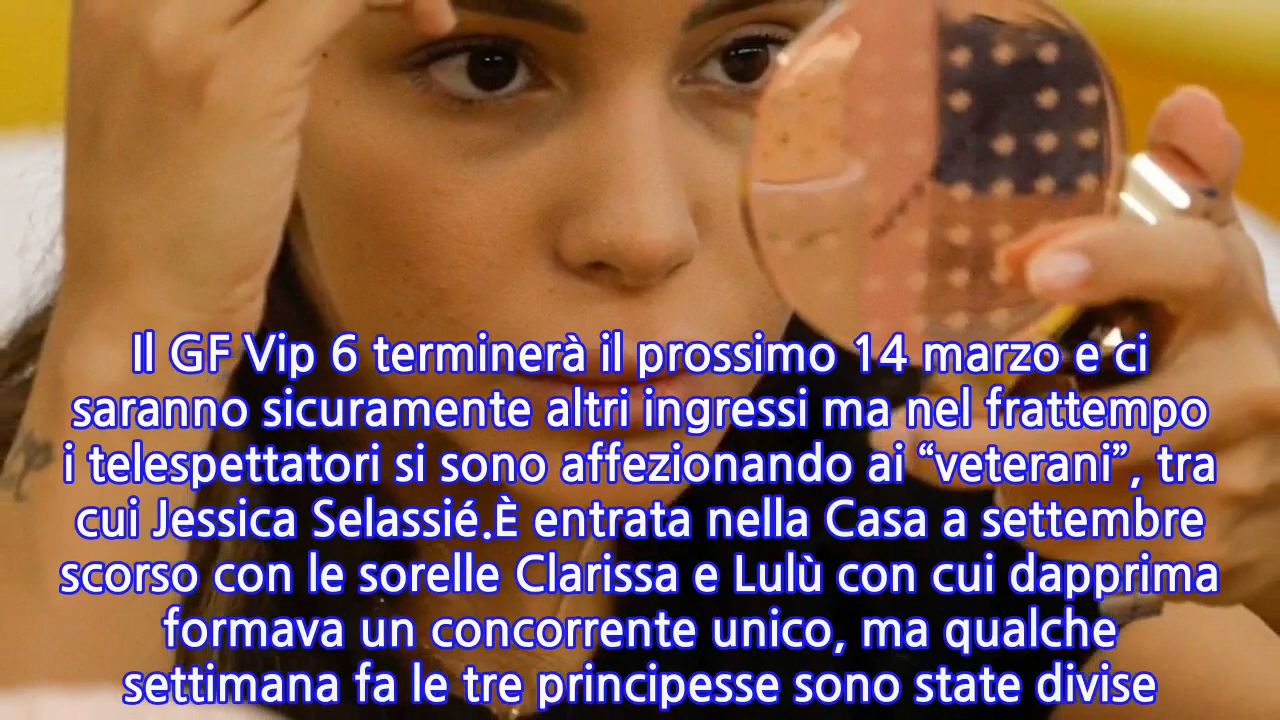 Il GF Vip 6 terminerà il prossimo 14 marzo e ci
saranno sicuramente altri ingressi ma nel frattempo
i telespettatori si sono affezionando ai “veterani”, tra
cui Jessica Selassié.È entrata nella Casa a settembre
scorso con le sorelle Clarissa e Lulù con cui dapprima
formava un concorrente unico, ma qualche
settimana fa le tre principesse sono state divise